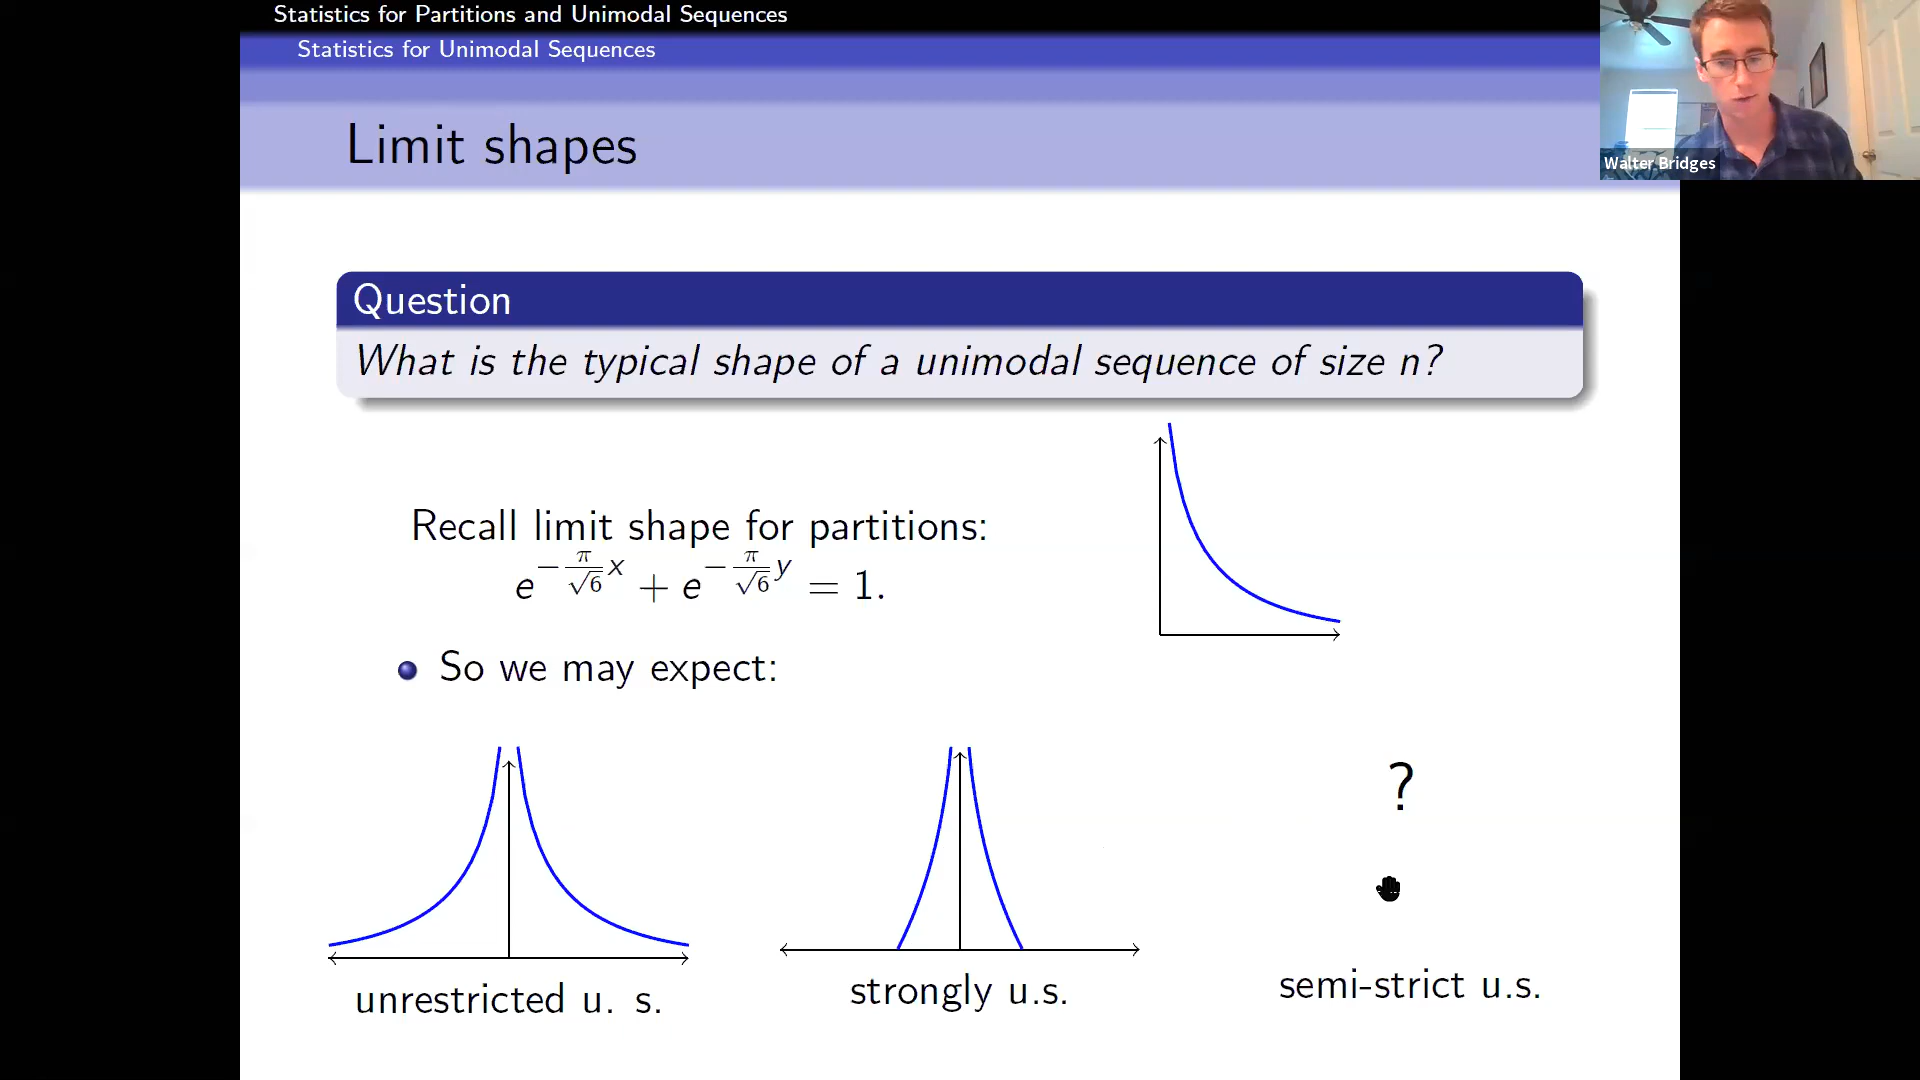 Statistics for Partitions and Unimodal Sequences
Statistics for Unimodal Sequences
Limit shapes
Walter Bridges
Question
What is the typical shape of a unimodal sequence of size n?
Recall limit shape for partitions:
e^{-\frac{π}{√6}x} + e^{-\frac{π}{√6}y} = 1.
So we may expect:
?
unrestricted u. s.
strongly u.s.
semi-strict u.s.